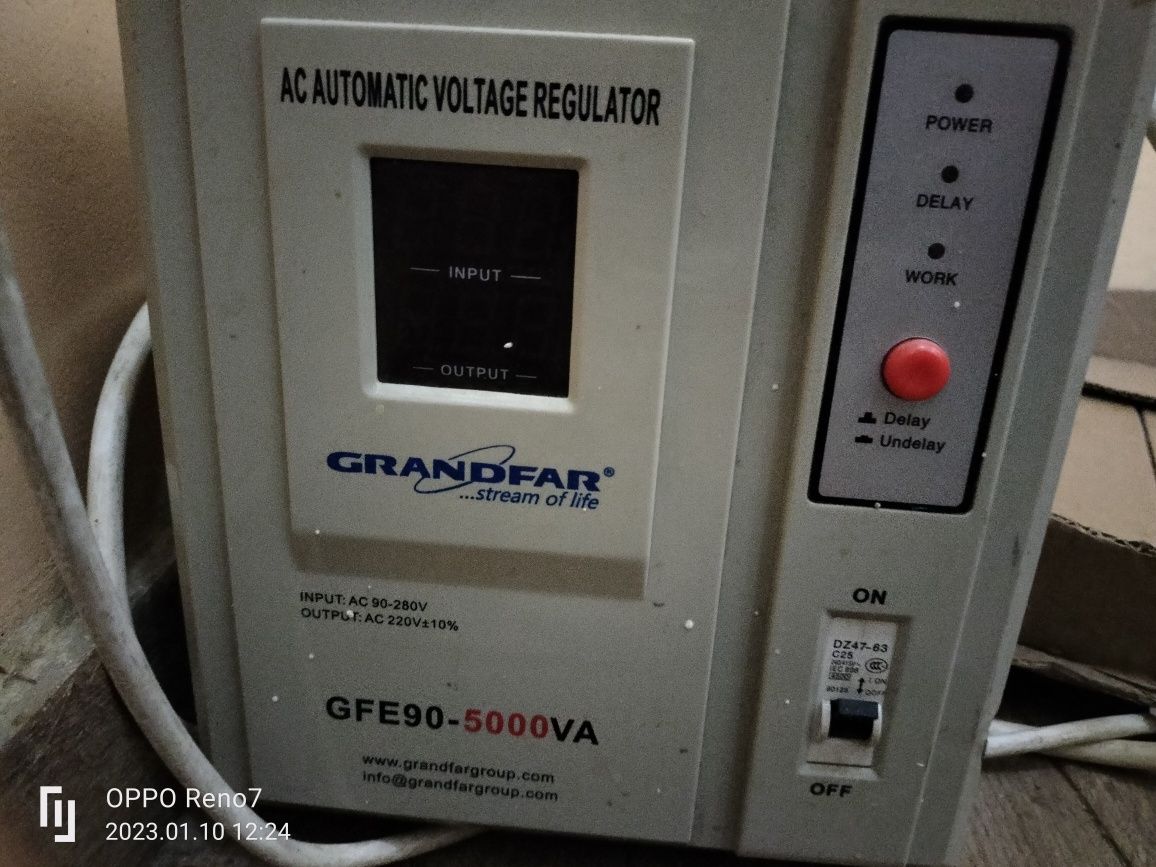 AC AUTOMATIC VOLTAGE REGULATOR
INPUT
OUTPUT
GRANDFAR®
...stream of life
INPUT: AC 90-280V
OUTPUT: AC 220V±10%
GFE90-5000VA
www.grandfargroup.com
info@grandfargroup.com
POWER
DELAY
WORK
Delay
Undelay
ON
DZ47-63
C25
CCC
OFF
OPPO Reno7
2023.01.10 12:24